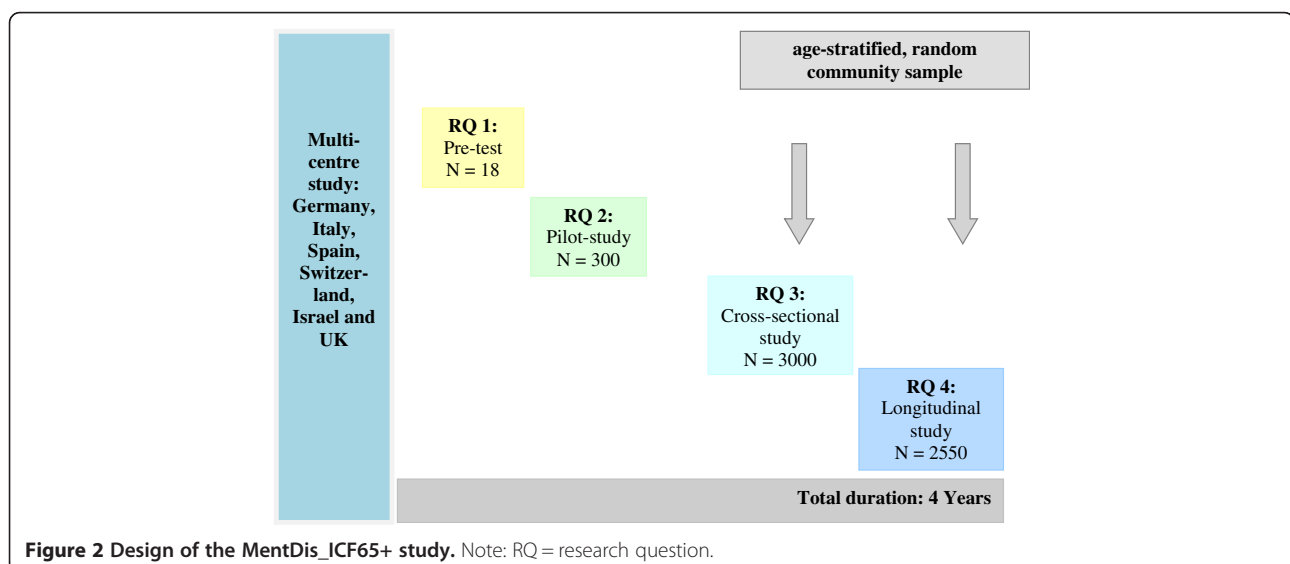 Multi-
centre
study:
Germany,
Italy,
Spain,
Switzer-
land,
Israel and
UK
age-stratified, random
community sample
RQ 1:
Pre-test
N = 18
RQ 2:
Pilot-study
N = 300
RQ 3:
Cross-sectional
study
N = 3000
RQ 4:
Longitudinal
study
N = 2550
Total duration: 4 Years
Figure 2 Design of the MentDis_ICF65+ study. Note: RQ = research question.